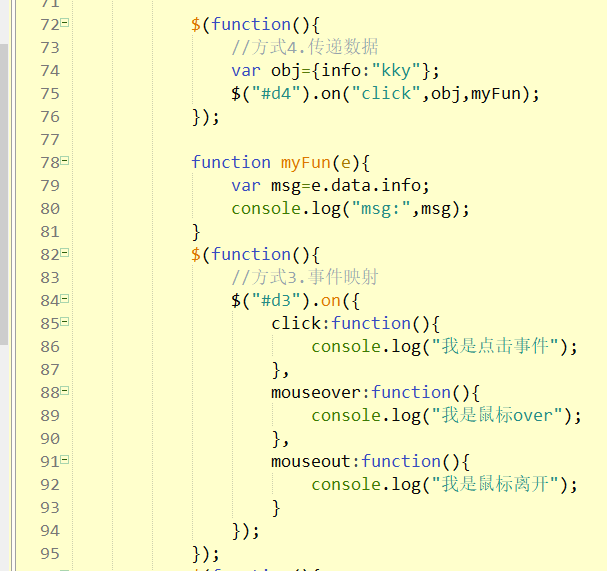 71
72 $(function(){
73 //方式4.传递数据
74 var obj={info:"kky"};
75 $("#d4").on("click",obj,myFun);
76 });
77
78 function myFun(e){
79 var msg=e.data.info;
80 console.log("msg:",msg);
81 }
82 $(function(){
83 //方式3.事件映射
84 $("#d3").on({
85 click:function(){
86 console.log("我是点击事件");
87 },
88 mouseover:function(){
89 console.log("我是鼠标over");
90 },
91 mouseout:function(){
92 console.log("我是鼠标离开");
93 }
94 });
95 });
$(function(){